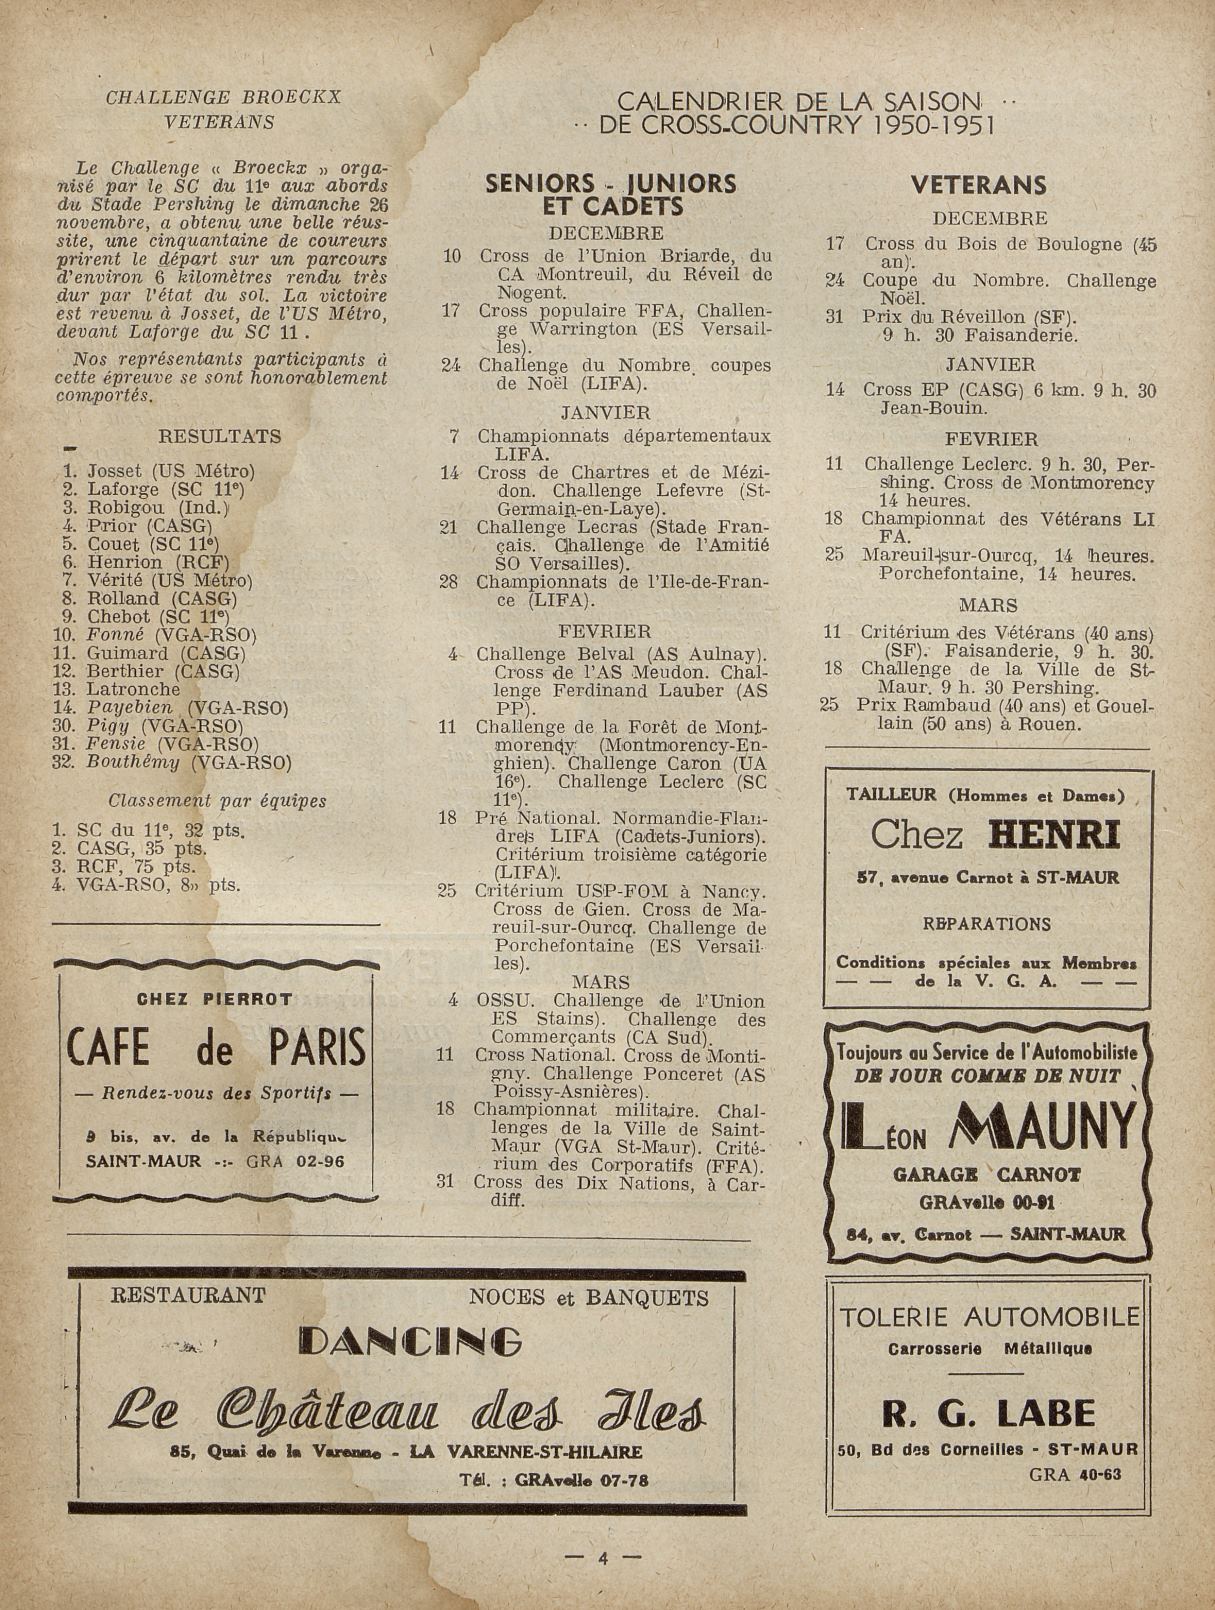 CHALLENGE BROECKX
VETERANS
Le Challenge « Broeckx » orga-
nisé par le SC du 11e aux abords
du Stade Pershing le dimanche 26
novembre, a obtenu une belle réus-
site, une cinquantaine de coureurs
prirent le départ sur un parcours
d'environ 6 kilomètres rendu très
dur par l'état du sol. La victoire
est revenu à Josset, de l'US Métro,
devant Laforge du SC 11 .
Nos représentants participants à
cette épreuve se sont honorablement
comportés.
RESULTATS
1. Josset (US Métro)
2. Laforge (SC 11e)
3. Robigou (Ind.)
4. Prior (CASG)
5. Couet (SC 11e)
6. Henrion (RCF)
7. Vérité (US Métro)
8. Rolland (CASG)
9. Chebot (SC 11e)
10. Fonné (VGA-RSO)
11. Guimard (CASG)
12. Berthier (CASG)
13. Latronche
14. Payebien (VGA-RSO)
30. Pigy (VGA-RSO)
31. Fensie (VGA-RSO)
32. Bouthémy (VGA-RSO)
Classement par équipes
1. SC du 11e, 32 pts.
2. CASG, 35 pts.
3. RCF, 75 pts.
4. VGA-RSO, 8» pts.
CHEZ PIERROT
CAFE de PARIS
— Rendez-vous des Sportifs —
9 bis, av. de la République
SAINT-MAUR -:- GRA 02-96
CALENDRIER DE LA SAISON ··
·· DE CROSS-COUNTRY 1950-1951
SENIORS - JUNIORS
ET CADETS
DECEMBRE
10 Cross de l'Union Briarde, du
CA Montreuil, du Réveil de
Nogent.
17 Cross populaire FFA, Challen-
ge Warrington (ES Versail-
les).
24 Challenge du Nombre. coupes
de Noël (LIFA).
JANVIER
7 Championnats départementaux
LIFA.
14 Cross de Chartres et de Mézi-
don. Challenge Lefevre (St-
Germain-en-Laye).
21 Challenge Lecras (Stade Fran-
çais. Challenge de l'Amitié
SO Versailles).
28 Championnats de l'Ile-de-Fran-
ce (LIFA).
FEVRIER
4 Challenge Belval (AS Aulnay).
Cross de l'AS Meudon. Chal-
lenge Ferdinand Lauber (AS
PP).
11 Challenge de la Forêt de Mont-
morency (Montmorency-En-
ghien). Challenge Caron (UA
16e). Challenge Leclerc (SC
11e).
18 Pré National. Normandie-Flan-
dres LIFA (Cadets-Juniors).
Critérium troisième catégorie
(LIFA).
25 Critérium USP-FOM à Nancy.
Cross de Gien. Cross de Ma-
reuil-sur-Ourcq. Challenge de
Porchefontaine (ES Versail-
les).
MARS
4 OSSU. Challenge de l'Union
ES Stains). Challenge des
Commerçants (CA Sud).
11 Cross National. Cross de Monti-
gny. Challenge Ponceret (AS
Poissy-Asnières).
18 Championnat militaire. Chal-
lenges de la Ville de Saint-
Maur (VGA St-Maur). Crité-
rium des Corporatifs (FFA).
31 Cross des Dix Nations, à Car-
diff.
VETERANS
DECEMBRE
17 Cross du Bois de Boulogne (45
an).
24 Coupe du Nombre. Challenge
Noël.
31 Prix du Réveillon (SF).
9 h. 30 Faisanderie.
JANVIER
14 Cross EP (CASG) 6 km. 9 h. 30
Jean-Bouin.
FEVRIER
11 Challenge Leclerc. 9 h. 30, Per-
shing. Cross de Montmorency
14 heures.
18 Championnat des Vétérans LI
FA.
25 Mareuil-sur-Ourcq, 14 heures.
Porchefontaine, 14 heures.
MARS
11 Critérium des Vétérans (40 ans)
(SF). Faisanderie, 9 h. 30.
18 Challenge de la Ville de St-
Maur. 9 h. 30 Pershing.
25 Prix Rambaud (40 ans) et Gouel-
lain (50 ans) à Rouen.
TAILLEUR (Hommes et Dames)
Chez HENRI
57, avenue Carnot à ST-MAUR
REPARATIONS
Conditions spéciales aux Membres
— — de la V. G. A. — —
Toujours au Service de l'Automobiliste
DE JOUR COMME DE NUIT
LÉON MAUNY
GARAGE CARNOT
GRAvelle 00-91
84, av. Carnot — SAINT-MAUR
TOLERIE AUTOMOBILE
Carrosserie Métallique
R. G. LABE
50, Bd des Corneilles - ST-MAUR
GRA 40-63
RESTAURANT NOCES et BANQUETS
DANCING
Le Château des Iles
85, Quai de la Varenne - LA VARENNE-ST-HILAIRE
Tél. : GRAvelle 07-78
— 4 —